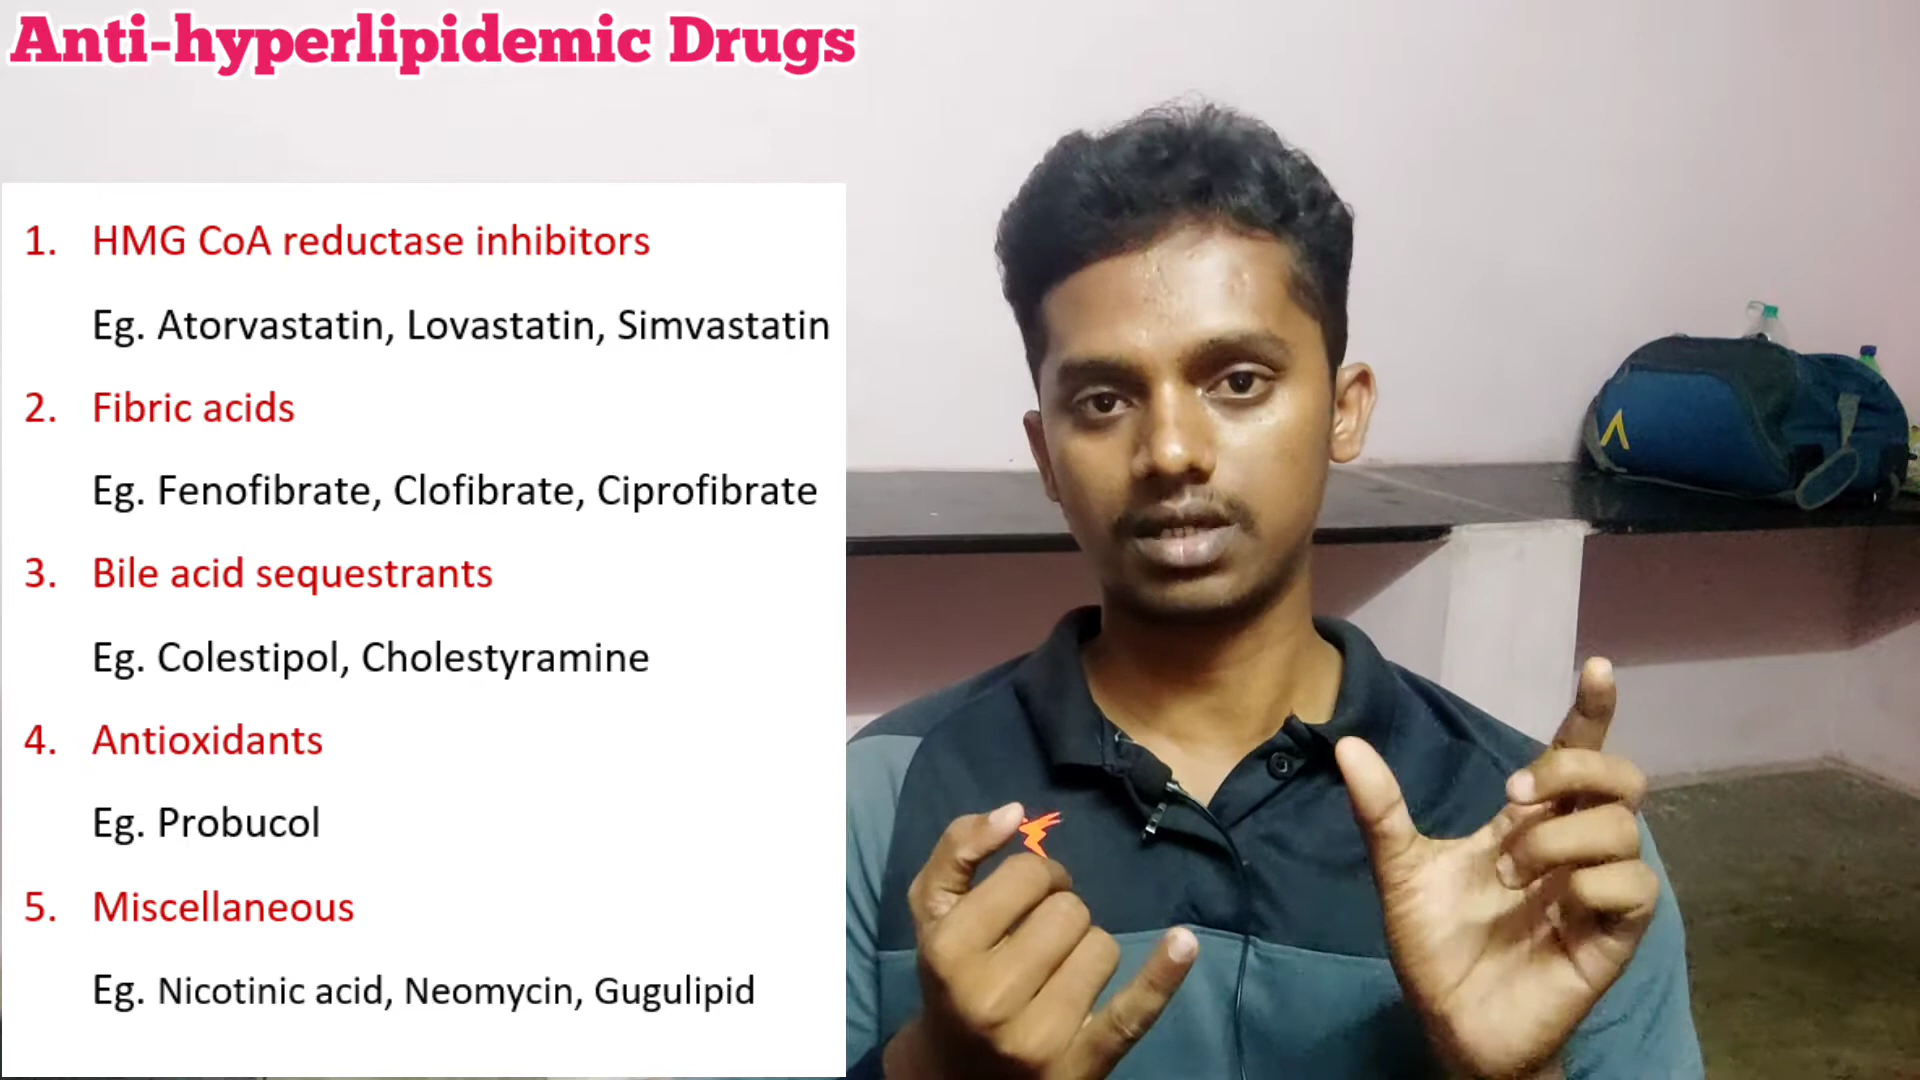 Anti-hyperlipidemic Drugs
1. HMG CoA reductase inhibitors
Eg. Atorvastatin, Lovastatin, Simvastatin
2. Fibric acids
Eg. Fenofibrate, Clofibrate, Ciprofibrate
3. Bile acid sequestrants
Eg. Colestipol, Cholestyramine
4. Antioxidants
Eg. Probucol
5. Miscellaneous
Eg. Nicotinic acid, Neomycin, Gugulipid